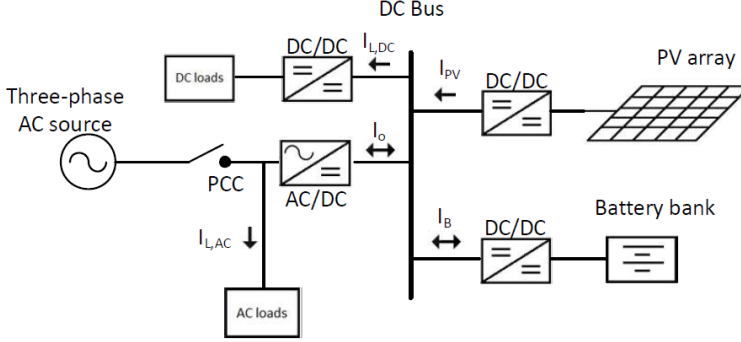 DC Bus
DC/DC
I_L,DC
DC loads
I_PV
DC/DC
PV array
Three-phase
AC source
I_o
PCC
AC/DC
I_L,AC
I_B
DC/DC
Battery bank
AC loads